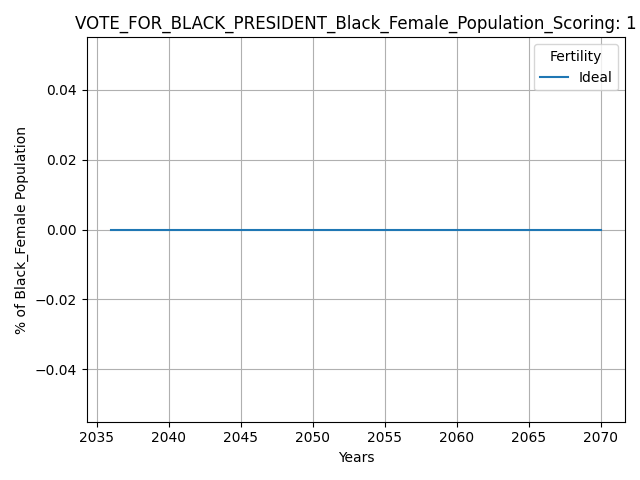 VOTE_FOR_BLACK_PRESIDENT_Black_Female_Population_Scoring: 1
Fertility
Ideal
% of Black_Female Population
0.04
0.02
0.00
−0.02
−0.04
2035 2040 2045 2050 2055 2060 2065 2070
Years